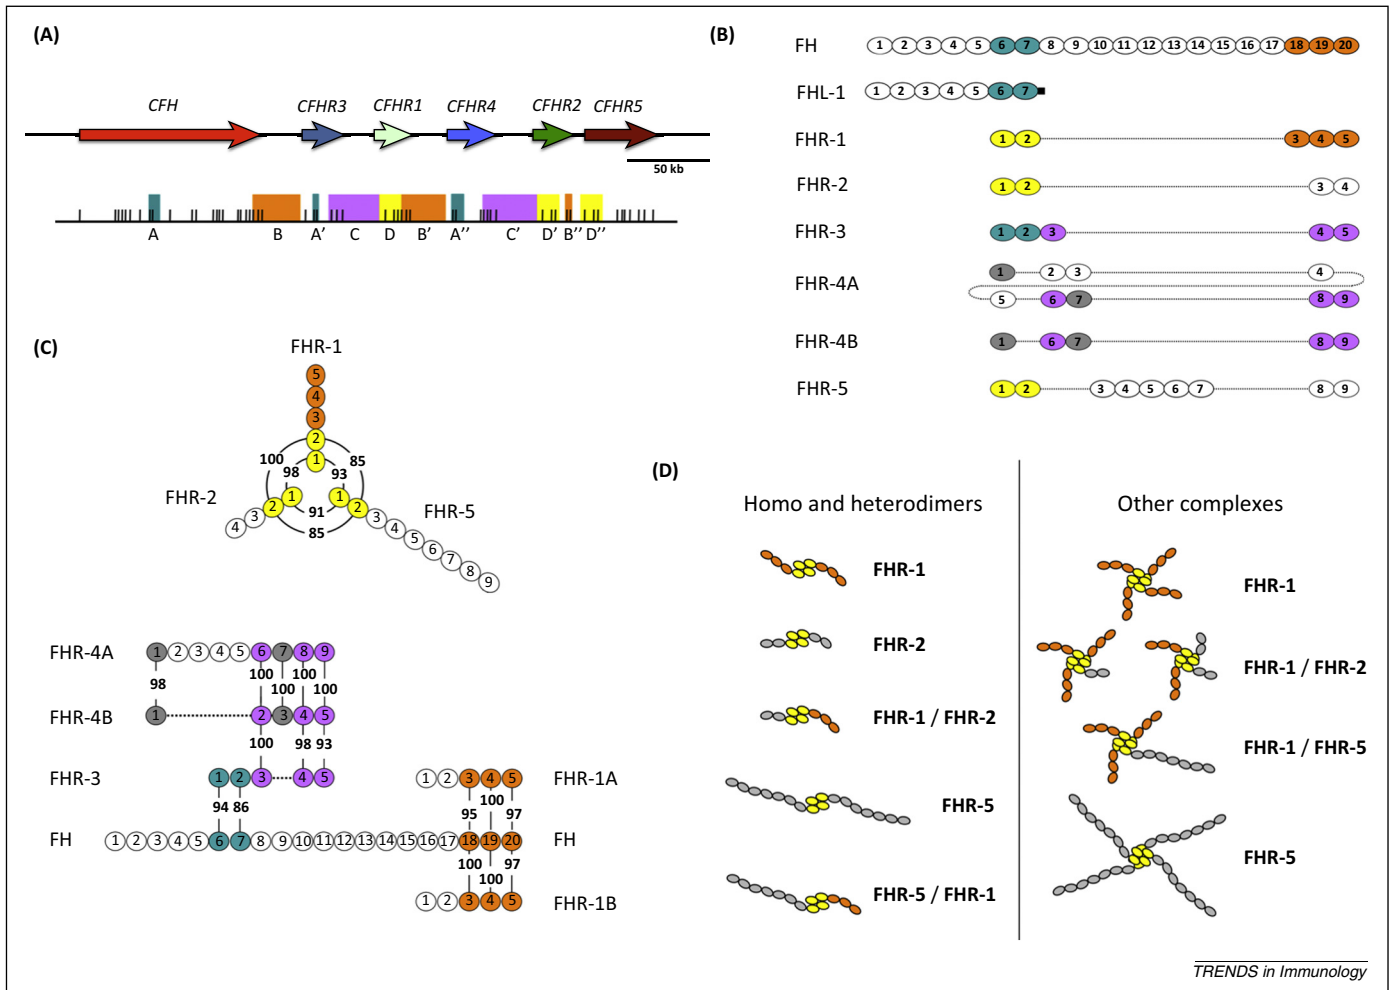 (A)
CFH CFHR3 CFHR1 CFHR4 CFHR2 CFHR5
50 kb
A B A' C D B' A'' C' D' B'' D''
(B)
FH 1 2 3 4 5 6 7 8 9 10 11 12 13 14 15 16 17 18 19 20
FHL-1 1 2 3 4 5 6 7
FHR-1 1 2 3 4 5
FHR-2 1 2 3 4
FHR-3 1 2 3 4 5
FHR-4A 1 2 3 4
5 6 7 8 9
FHR-4B 1 6 7 8 9
FHR-5 1 2 3 4 5 6 7 8 9
(C)
FHR-1
5
4
3
2
1
100 98 93 85
FHR-2 4 3 2 1
1 2 3 4 5 6 7 8 9 FHR-5
91
85
FHR-4A 1 2 3 4 5 6 7 8 9
98 100 100 100 100
FHR-4B 1 2 3 4 5
100 98 93
FHR-3 1 2 3 4 5
1 2 3 4 5 FHR-1A
94 86
95 100 97
FH 1 2 3 4 5 6 7 8 9 10 11 12 13 14 15 16 17 18 19 20 FH
100 100 97
1 2 3 4 5 FHR-1B
(D)
Homo and heterodimers
FHR-1
FHR-2
FHR-1 / FHR-2
FHR-5
FHR-5 / FHR-1
Other complexes
FHR-1
FHR-1 / FHR-2
FHR-1 / FHR-5
FHR-5
TRENDS in Immunology